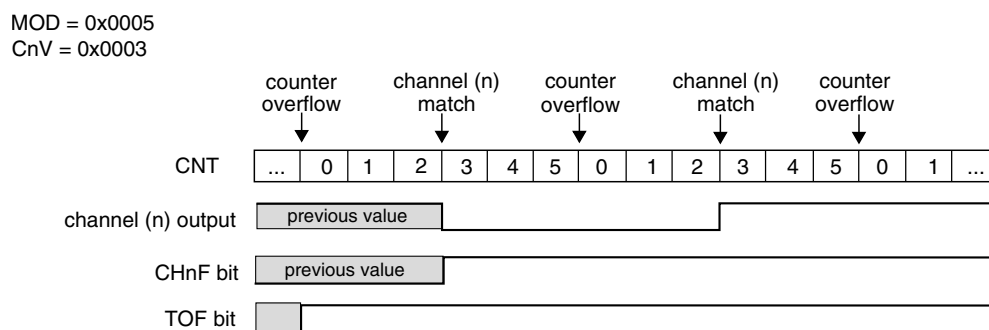 MOD = 0x0005
CnV = 0x0003
counter overflow
channel (n) match
counter overflow
channel (n) match
counter overflow
CNT ... 0 1 2 3 4 5 0 1 2 3 4 5 0 1 ...
channel (n) output previous value
CHnF bit previous value
TOF bit